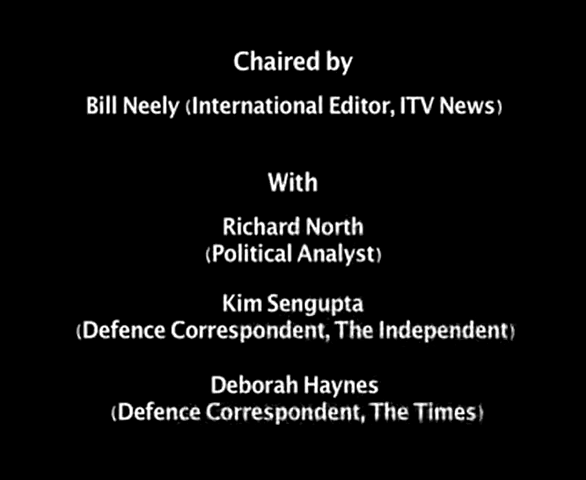 Chaired by
Bill Neely (International Editor, ITV News)
With
Richard North
(Political Analyst)
Kim Sengupta
(Defence Correspondent, The Independent)
Deborah Haynes
(Defence Correspondent, The Times)